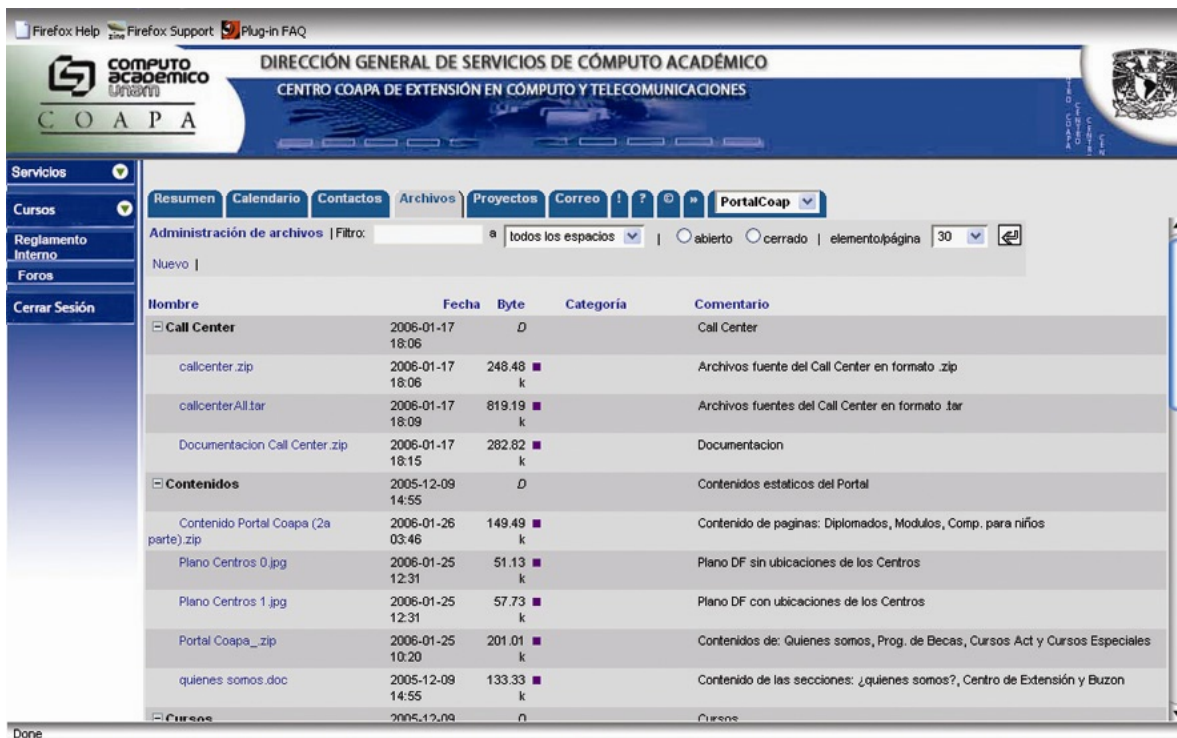 Firefox Help Firefox Support Plug-in FAQ
CÓMPUTO
académico
unam
COAPA
DIRECCIÓN GENERAL DE SERVICIOS DE CÓMPUTO ACADÉMICO
CENTRO COAPA DE EXTENSIÓN EN CÓMPUTO Y TELECOMUNICACIONES
Servicios
Cursos
Reglamento
Interno
Foros
Cerrar Sesión
Resumen Calendario Contactos Archivos Proyectos Correo ! ? © » PortalCoap
Administración de archivos | Filtro: a todos los espacios | abierto cerrado | elemento/página 30
Nuevo |
Nombre Fecha Byte Categoría Comentario
Call Center 2006-01-17 D Call Center
18:06
callcenter.zip 2006-01-17 248.48 Archivos fuente del Call Center en formato .zip
18:06 k
callcenterAll.tar 2006-01-17 819.19 Archivos fuentes del Call Center en formato .tar
18:09 k
Documentacion Call Center.zip 2006-01-17 282.82 Documentacion
18:15 k
Contenidos 2005-12-09 D Contenidos estaticos del Portal
14:55
Contenido Portal Coapa (2a 2006-01-26 149.49 Contenido de paginas: Diplomados, Modulos, Comp. para niños
parte).zip 03:46 k
Plano Centros 0.jpg 2006-01-25 51.13 Plano DF sin ubicaciones de los Centros
12:31 k
Plano Centros 1.jpg 2006-01-25 57.73 Plano DF con ubicaciones de los Centros
12:31 k
Portal Coapa_.zip 2006-01-25 201.01 Contenidos de: Quienes somos, Prog. de Becas, Cursos Act y Cursos Especiales
10:20 k
quienes somos.doc 2005-12-09 133.33 Contenido de las secciones: ¿quienes somos?, Centro de Extensión y Buzon
14:55 k
Cursos 2005-12-09 D Cursos
Done